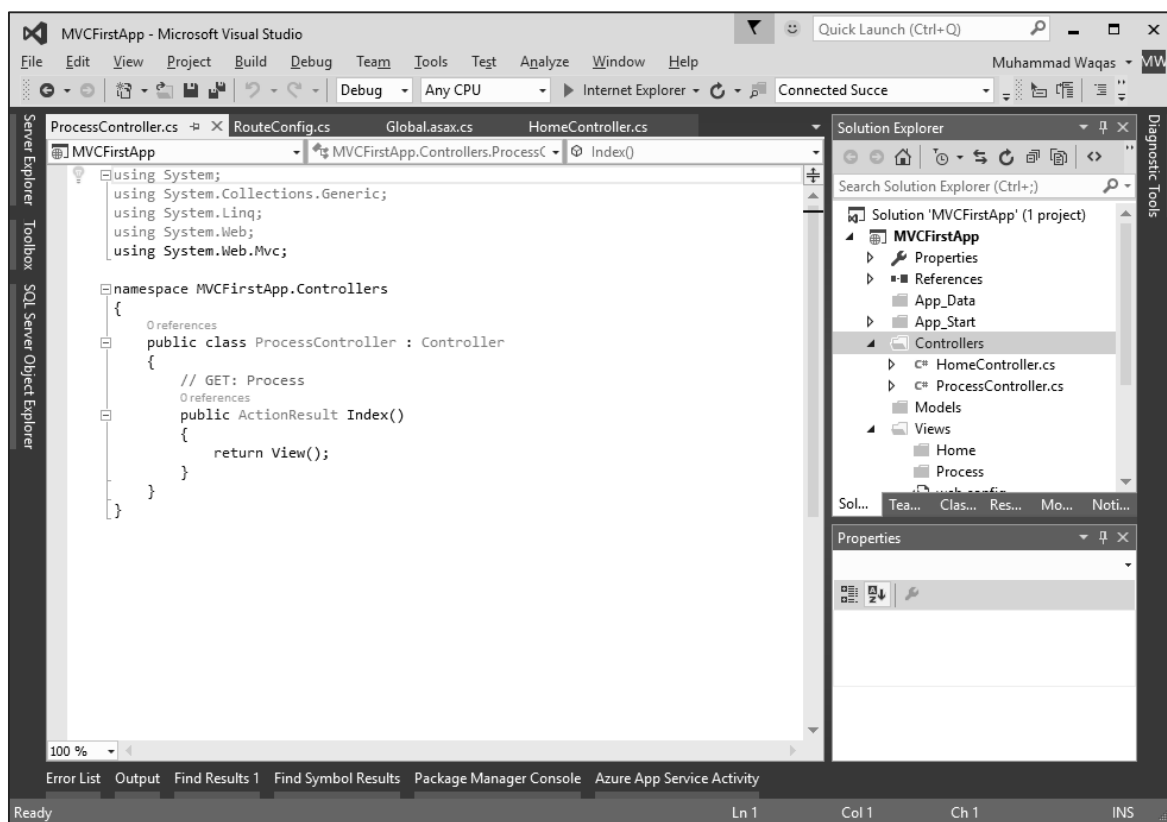 MVCFirstApp - Microsoft Visual Studio
Quick Launch (Ctrl+Q)
File Edit View Project Build Debug Team Tools Test Analyze Window Help
Muhammad Waqas MW
Debug Any CPU Internet Explorer Connected Succe
Server Explorer
Toolbox
SQL Server Object Explorer
ProcessController.cs RouteConfig.cs Global.asax.cs HomeController.cs
MVCFirstApp MVCFirstApp.Controllers.ProcessC Index()
using System;
using System.Collections.Generic;
using System.Linq;
using System.Web;
using System.Web.Mvc;
namespace MVCFirstApp.Controllers
{
0 references
public class ProcessController : Controller
{
// GET: Process
0 references
public ActionResult Index()
{
return View();
}
}
}
100 %
Solution Explorer
Search Solution Explorer (Ctrl+;)
Solution 'MVCFirstApp' (1 project)
MVCFirstApp
Properties
References
App_Data
App_Start
Controllers
C# HomeController.cs
C# ProcessController.cs
Models
Views
Home
Process
web.config
Sol... Tea... Clas... Res... Mo... Noti...
Properties
Diagnostic Tools
Error List Output Find Results 1 Find Symbol Results Package Manager Console Azure App Service Activity
Ready Ln 1 Col 1 Ch 1 INS